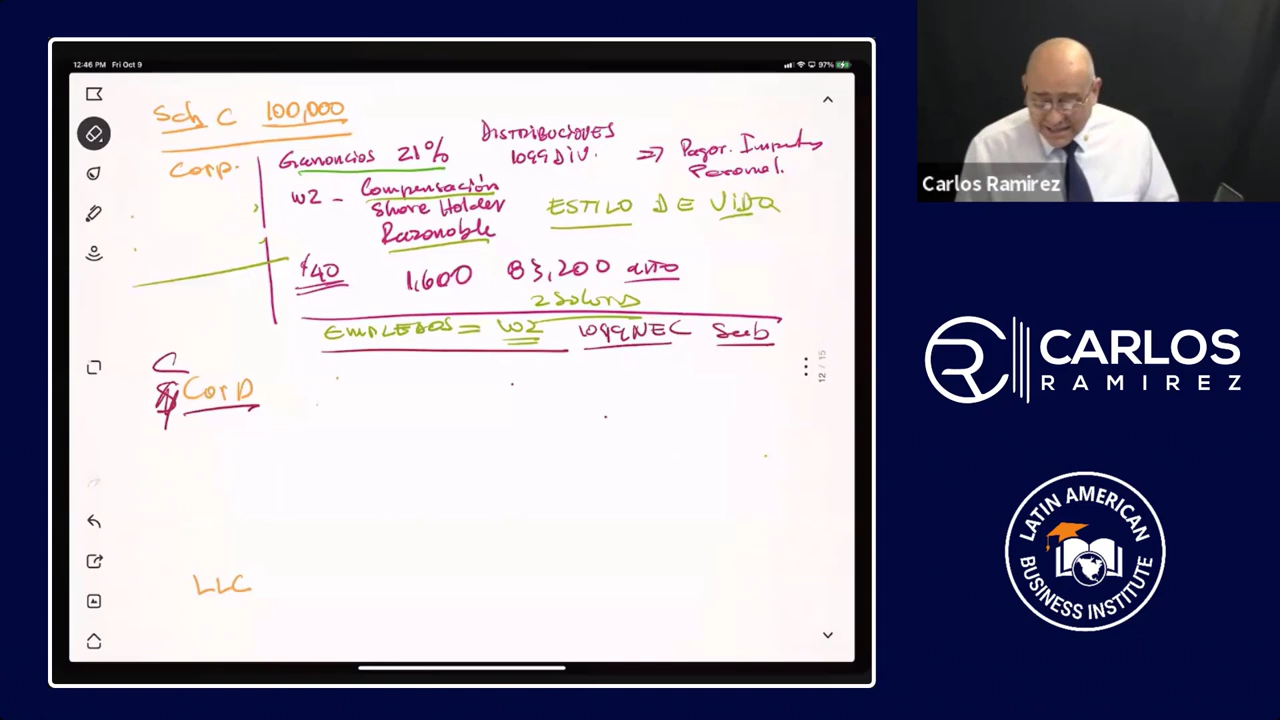 12:46 PM Fri Oct 9
97%
Sch C 100,000
Corp.
Ganancias 21%
DISTRIBUCIONES
1099 DIV.
=> Pagar. Impuestos
Personal.
W2 - Compensación
Share Holder
Razonable
ESTILO DE VIDA
$40 1,600 83,200 año
EMPLEADOS = W2 1099 NEC Sub
C
Corp
LLC
12 / 15
Carlos Ramirez
CR
CARLOS
RAMIREZ
LATIN AMERICAN
BUSINESS INSTITUTE